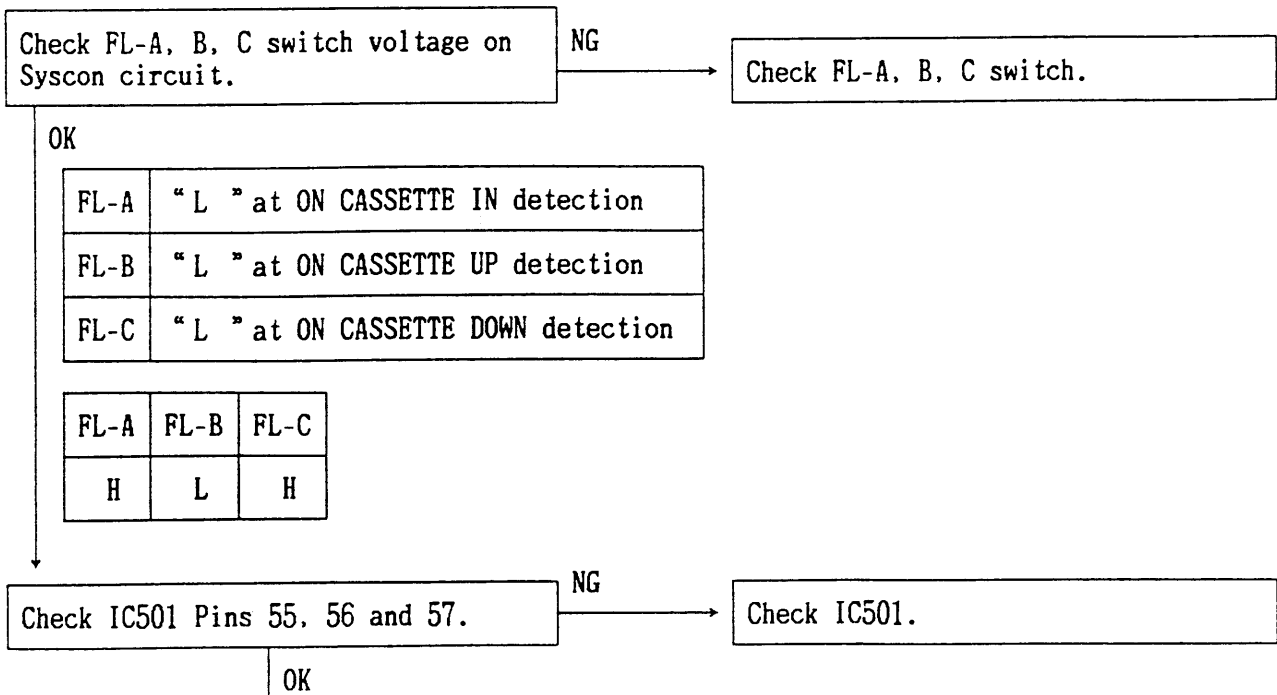 Check FL-A, B, C switch voltage on
Syscon circuit.
NG
Check FL-A, B, C switch.
OK
FL-A “ L ” at ON CASSETTE IN detection
FL-B “ L ” at ON CASSETTE UP detection
FL-C “ L ” at ON CASSETTE DOWN detection
FL-A FL-B FL-C
H L H
Check IC501 Pins 55, 56 and 57.
NG
Check IC501.
OK